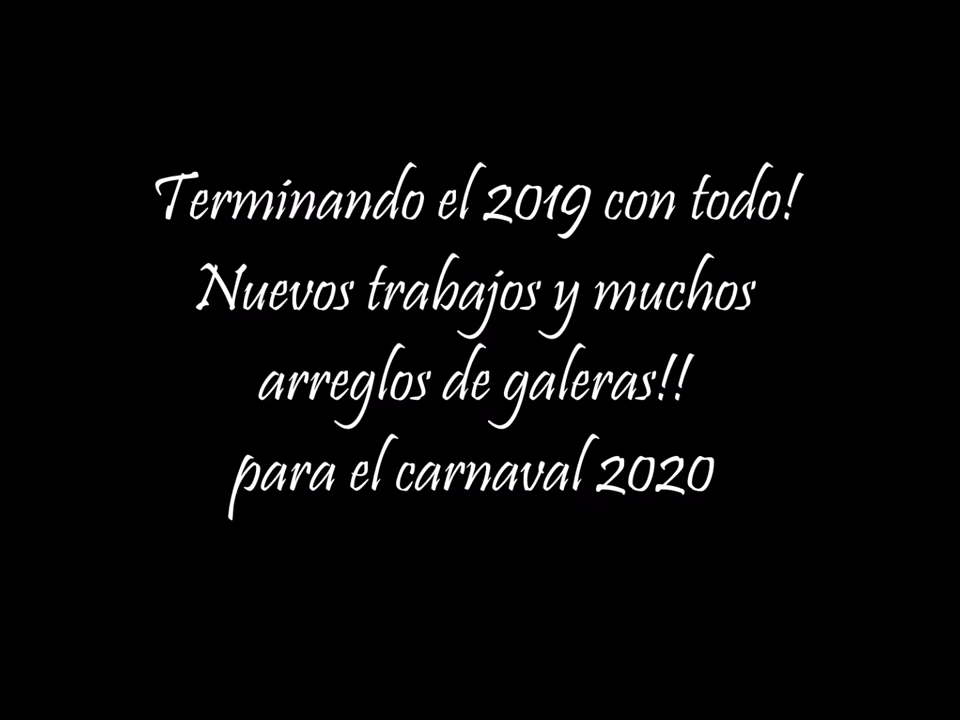 Terminando el 2019 con todo!
Nuevos trabajos y muchos
arreglos de galeras!!
para el carnaval 2020